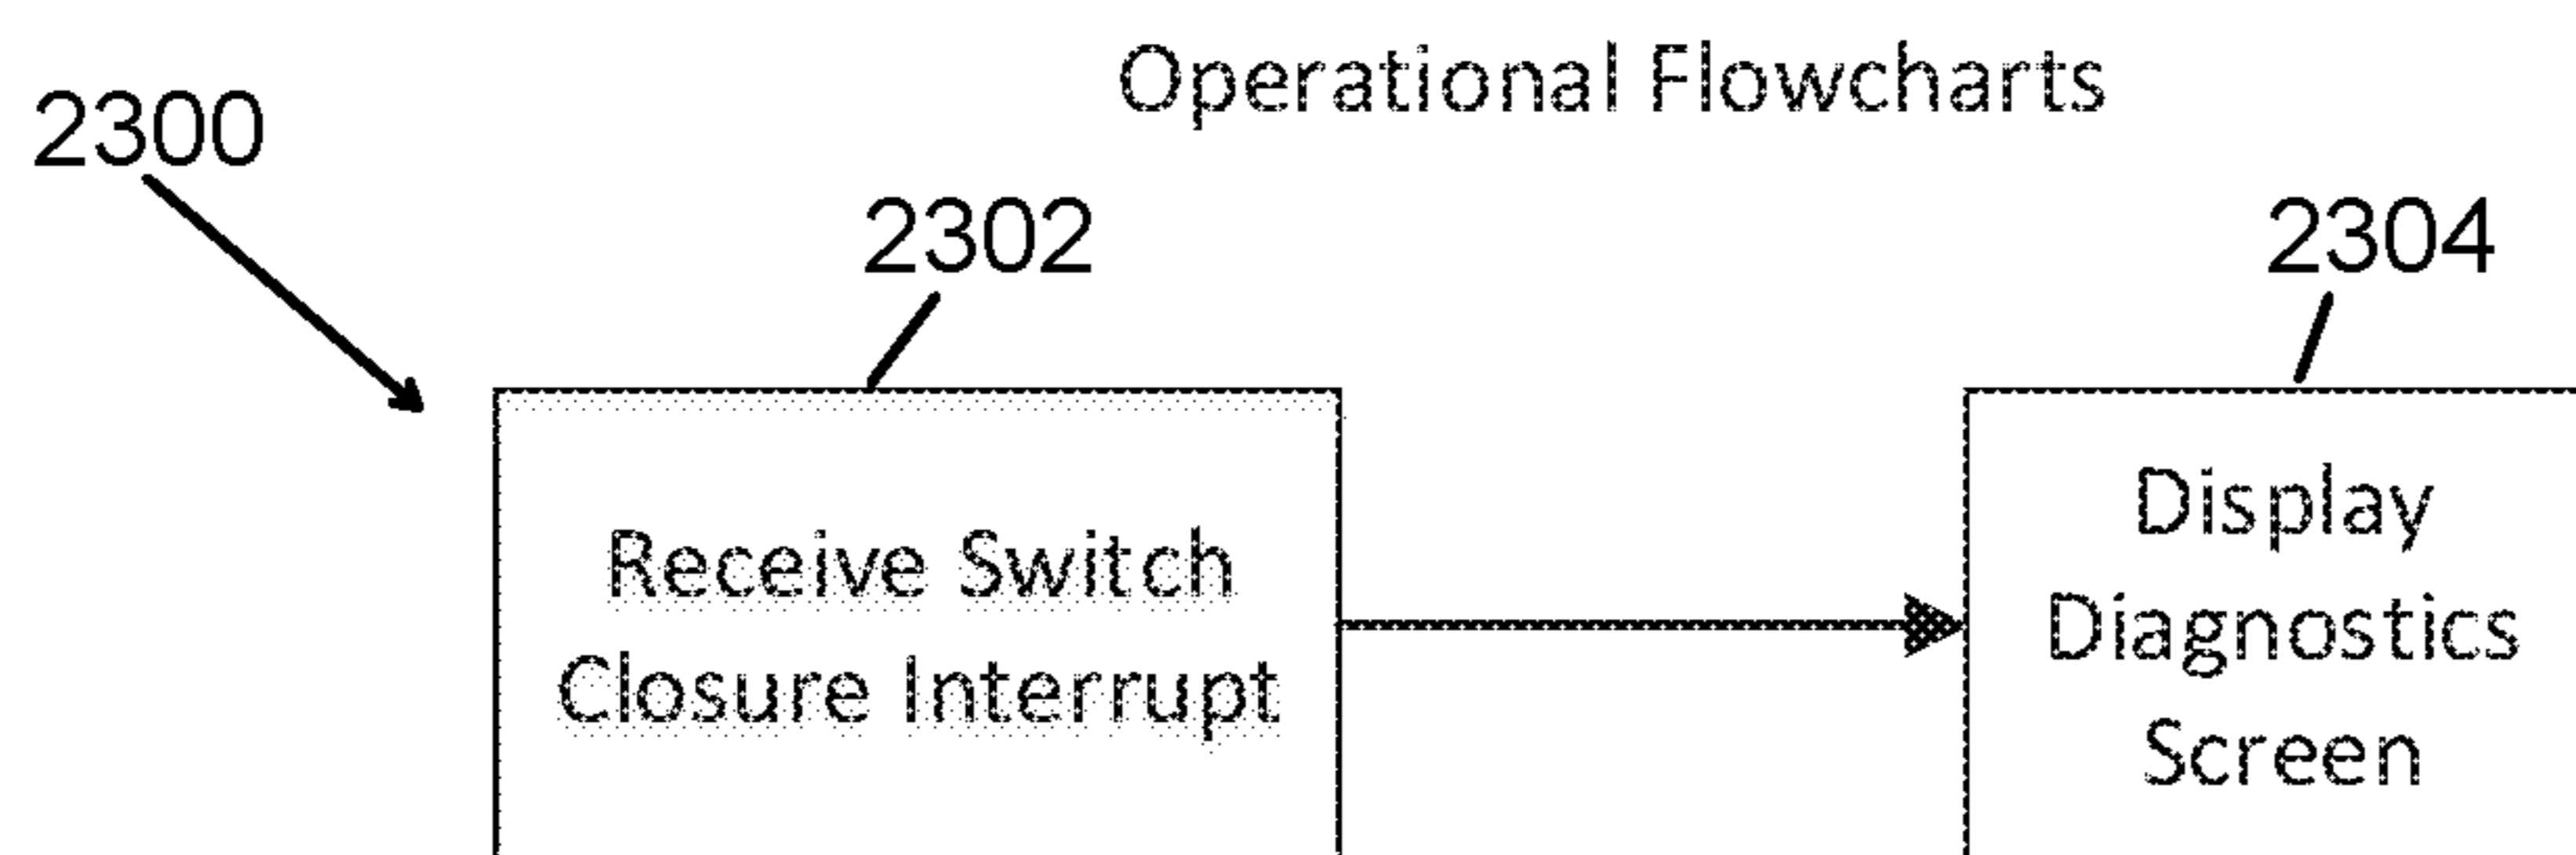 Operational Flowcharts
2300
2302
2304
Receive Switch
Closure Interrupt
Display
Diagnostics
Screen